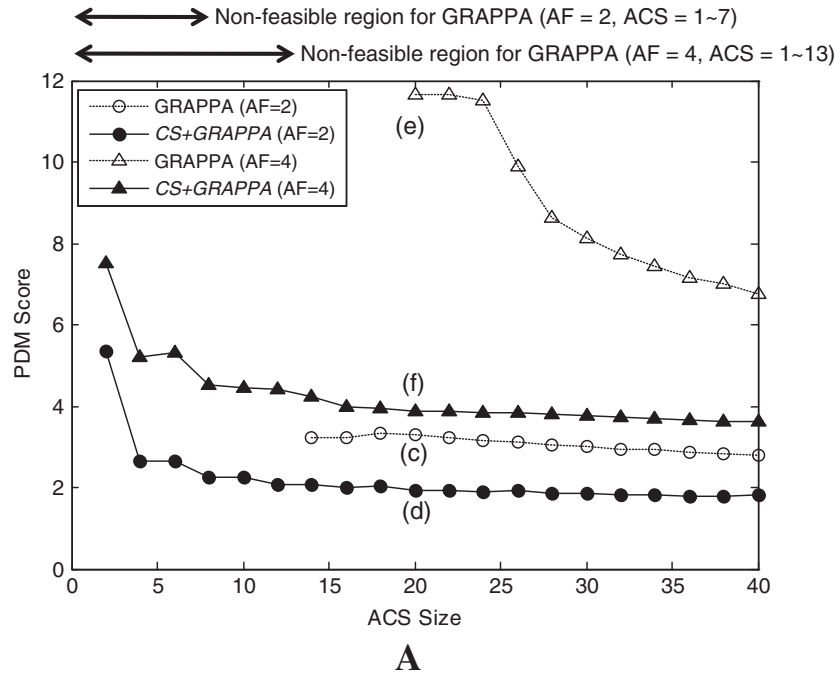 Non-feasible region for GRAPPA (AF = 2, ACS = 1~7)
Non-feasible region for GRAPPA (AF = 4, ACS = 1~13)
12
10
8
6
4
2
0
PDM Score
GRAPPA (AF=2)
CS+GRAPPA (AF=2)
GRAPPA (AF=4)
CS+GRAPPA (AF=4)
(e)
(f)
(c)
(d)
0 5 10 15 20 25 30 35 40
ACS Size
A